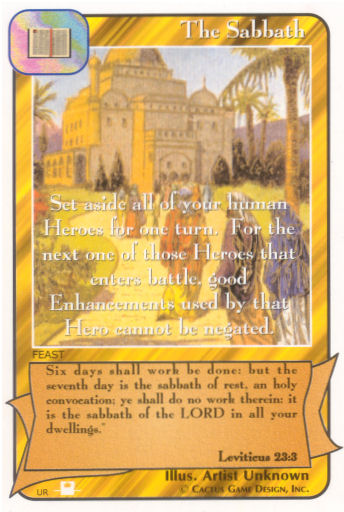 The Sabbath
Set aside all of your human
Heroes for one turn. For the
next one of those Heroes that
enters battle, good
Enhancements used by that
Hero cannot be negated.
FEAST
Six days shall work be done: but the
seventh day is the sabbath of rest, an holy
convocation; ye shall do no work therein: it
is the sabbath of the LORD in all your
dwellings."
Leviticus 23:3
Illus. Artist Unknown
© Cactus Game Design, Inc.
UR